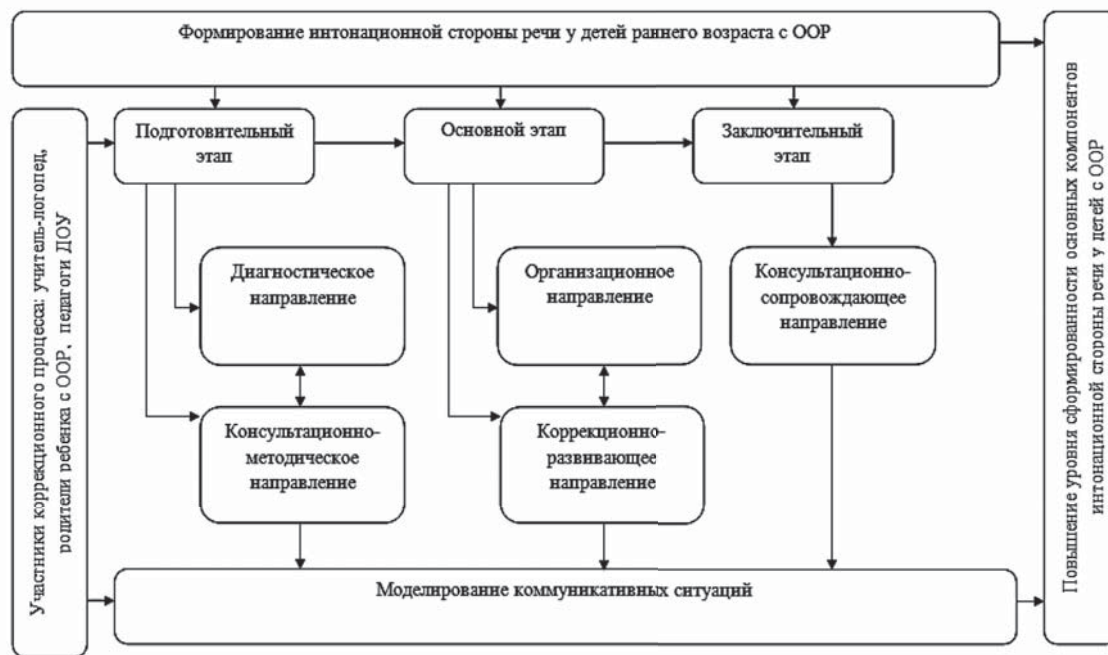 Формирование интонационной стороны речи у детей раннего возраста с ООР
Участники коррекционного процесса: учитель-логопед,
родители ребенка с ООР, педагоги ДОУ
Подготовительный
этап
Основной этап
Заключительный
этап
Диагностическое
направление
Организационное
направление
Консультационно-
сопровождающее
направление
Консультационно-
методическое
направление
Коррекционно-
развивающее
направление
Моделирование коммуникативных ситуаций
Повышение уровня сформированности основных компонентов
интонационной стороны речи у детей с ООР